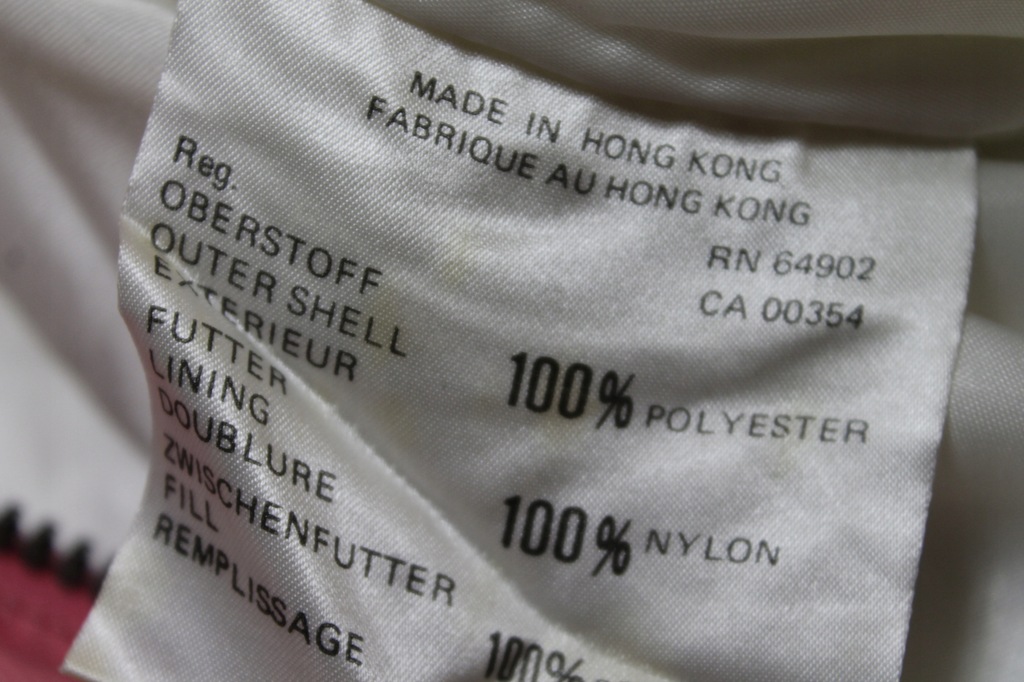 MADE IN HONG KONG
FABRIQUE AU HONG KONG
RN 64902
CA 00354
Reg.
OBERSTOFF
OUTER SHELL
EXTERIEUR
100% POLYESTER
FUTTER
LINING
DOUBLURE
100% NYLON
ZWISCHENFUTTER
FILL
REMPLISSAGE
100%